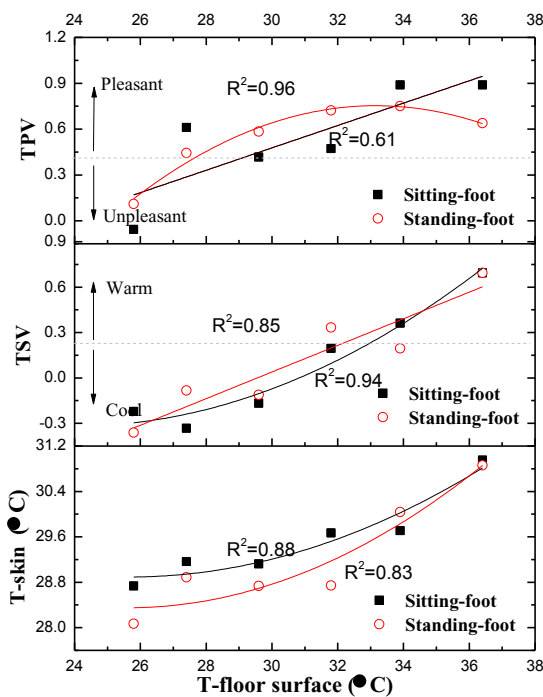 24 26 28 30 32 34 36 38
1.2
0.9
0.6
0.3
0.0
TPV
Pleasant
Unpleasant
R²=0.96
R²=0.61
Sitting-foot
Standing-foot
0.9
0.6
0.3
0.0
-0.3
TSV
Warm
Cool
R²=0.85
R²=0.94
Sitting-foot
Standing-foot
31.2
30.4
29.6
28.8
28.0
T-skin (●C)
R²=0.88
R²=0.83
Sitting-foot
Standing-foot
24 26 28 30 32 34 36 38
T-floor surface (●C)